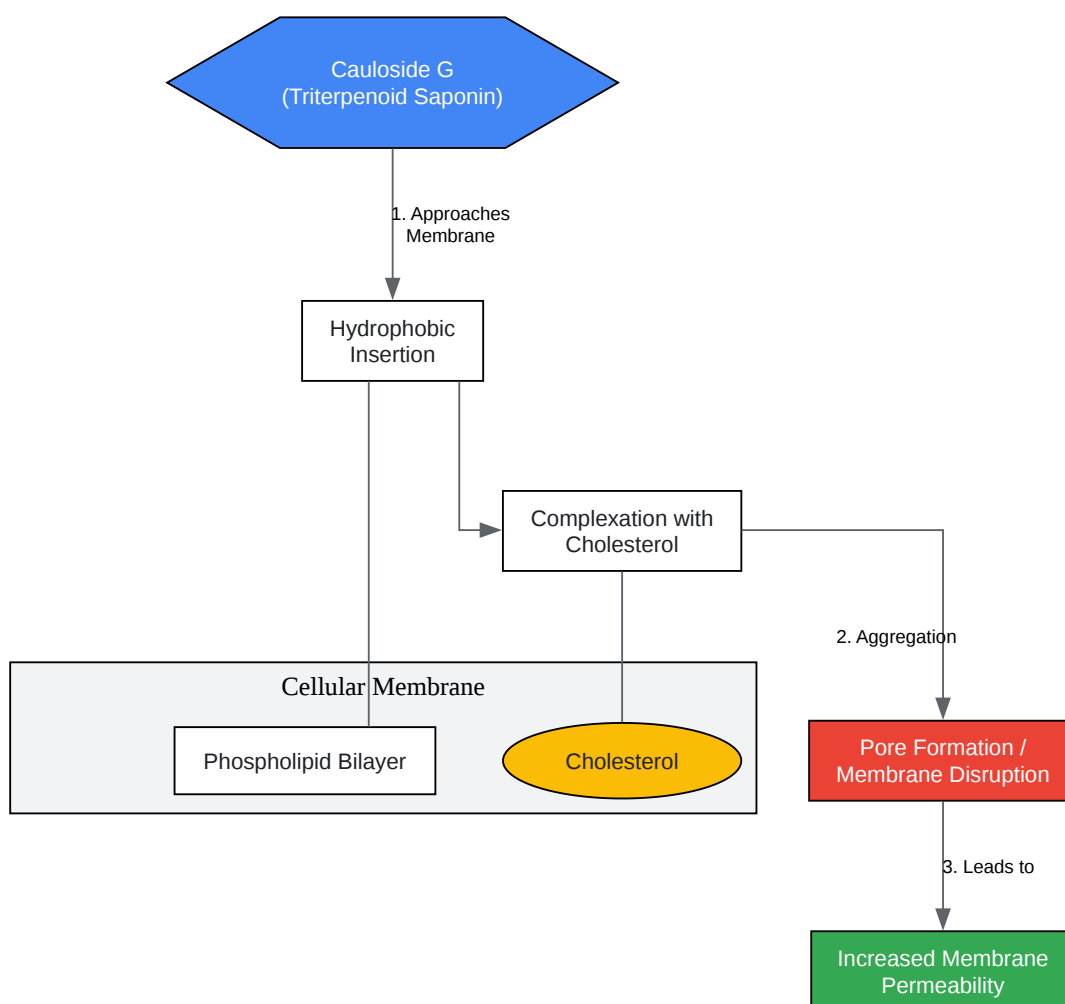 Cauloside G
(Triterpenoid Saponin)
1. Approaches
Membrane
Hydrophobic
Insertion
Complexation with
Cholesterol
2. Aggregation
Cellular Membrane
Phospholipid Bilayer
Cholesterol
Pore Formation /
Membrane Disruption
3. Leads to
Increased Membrane
Permeability